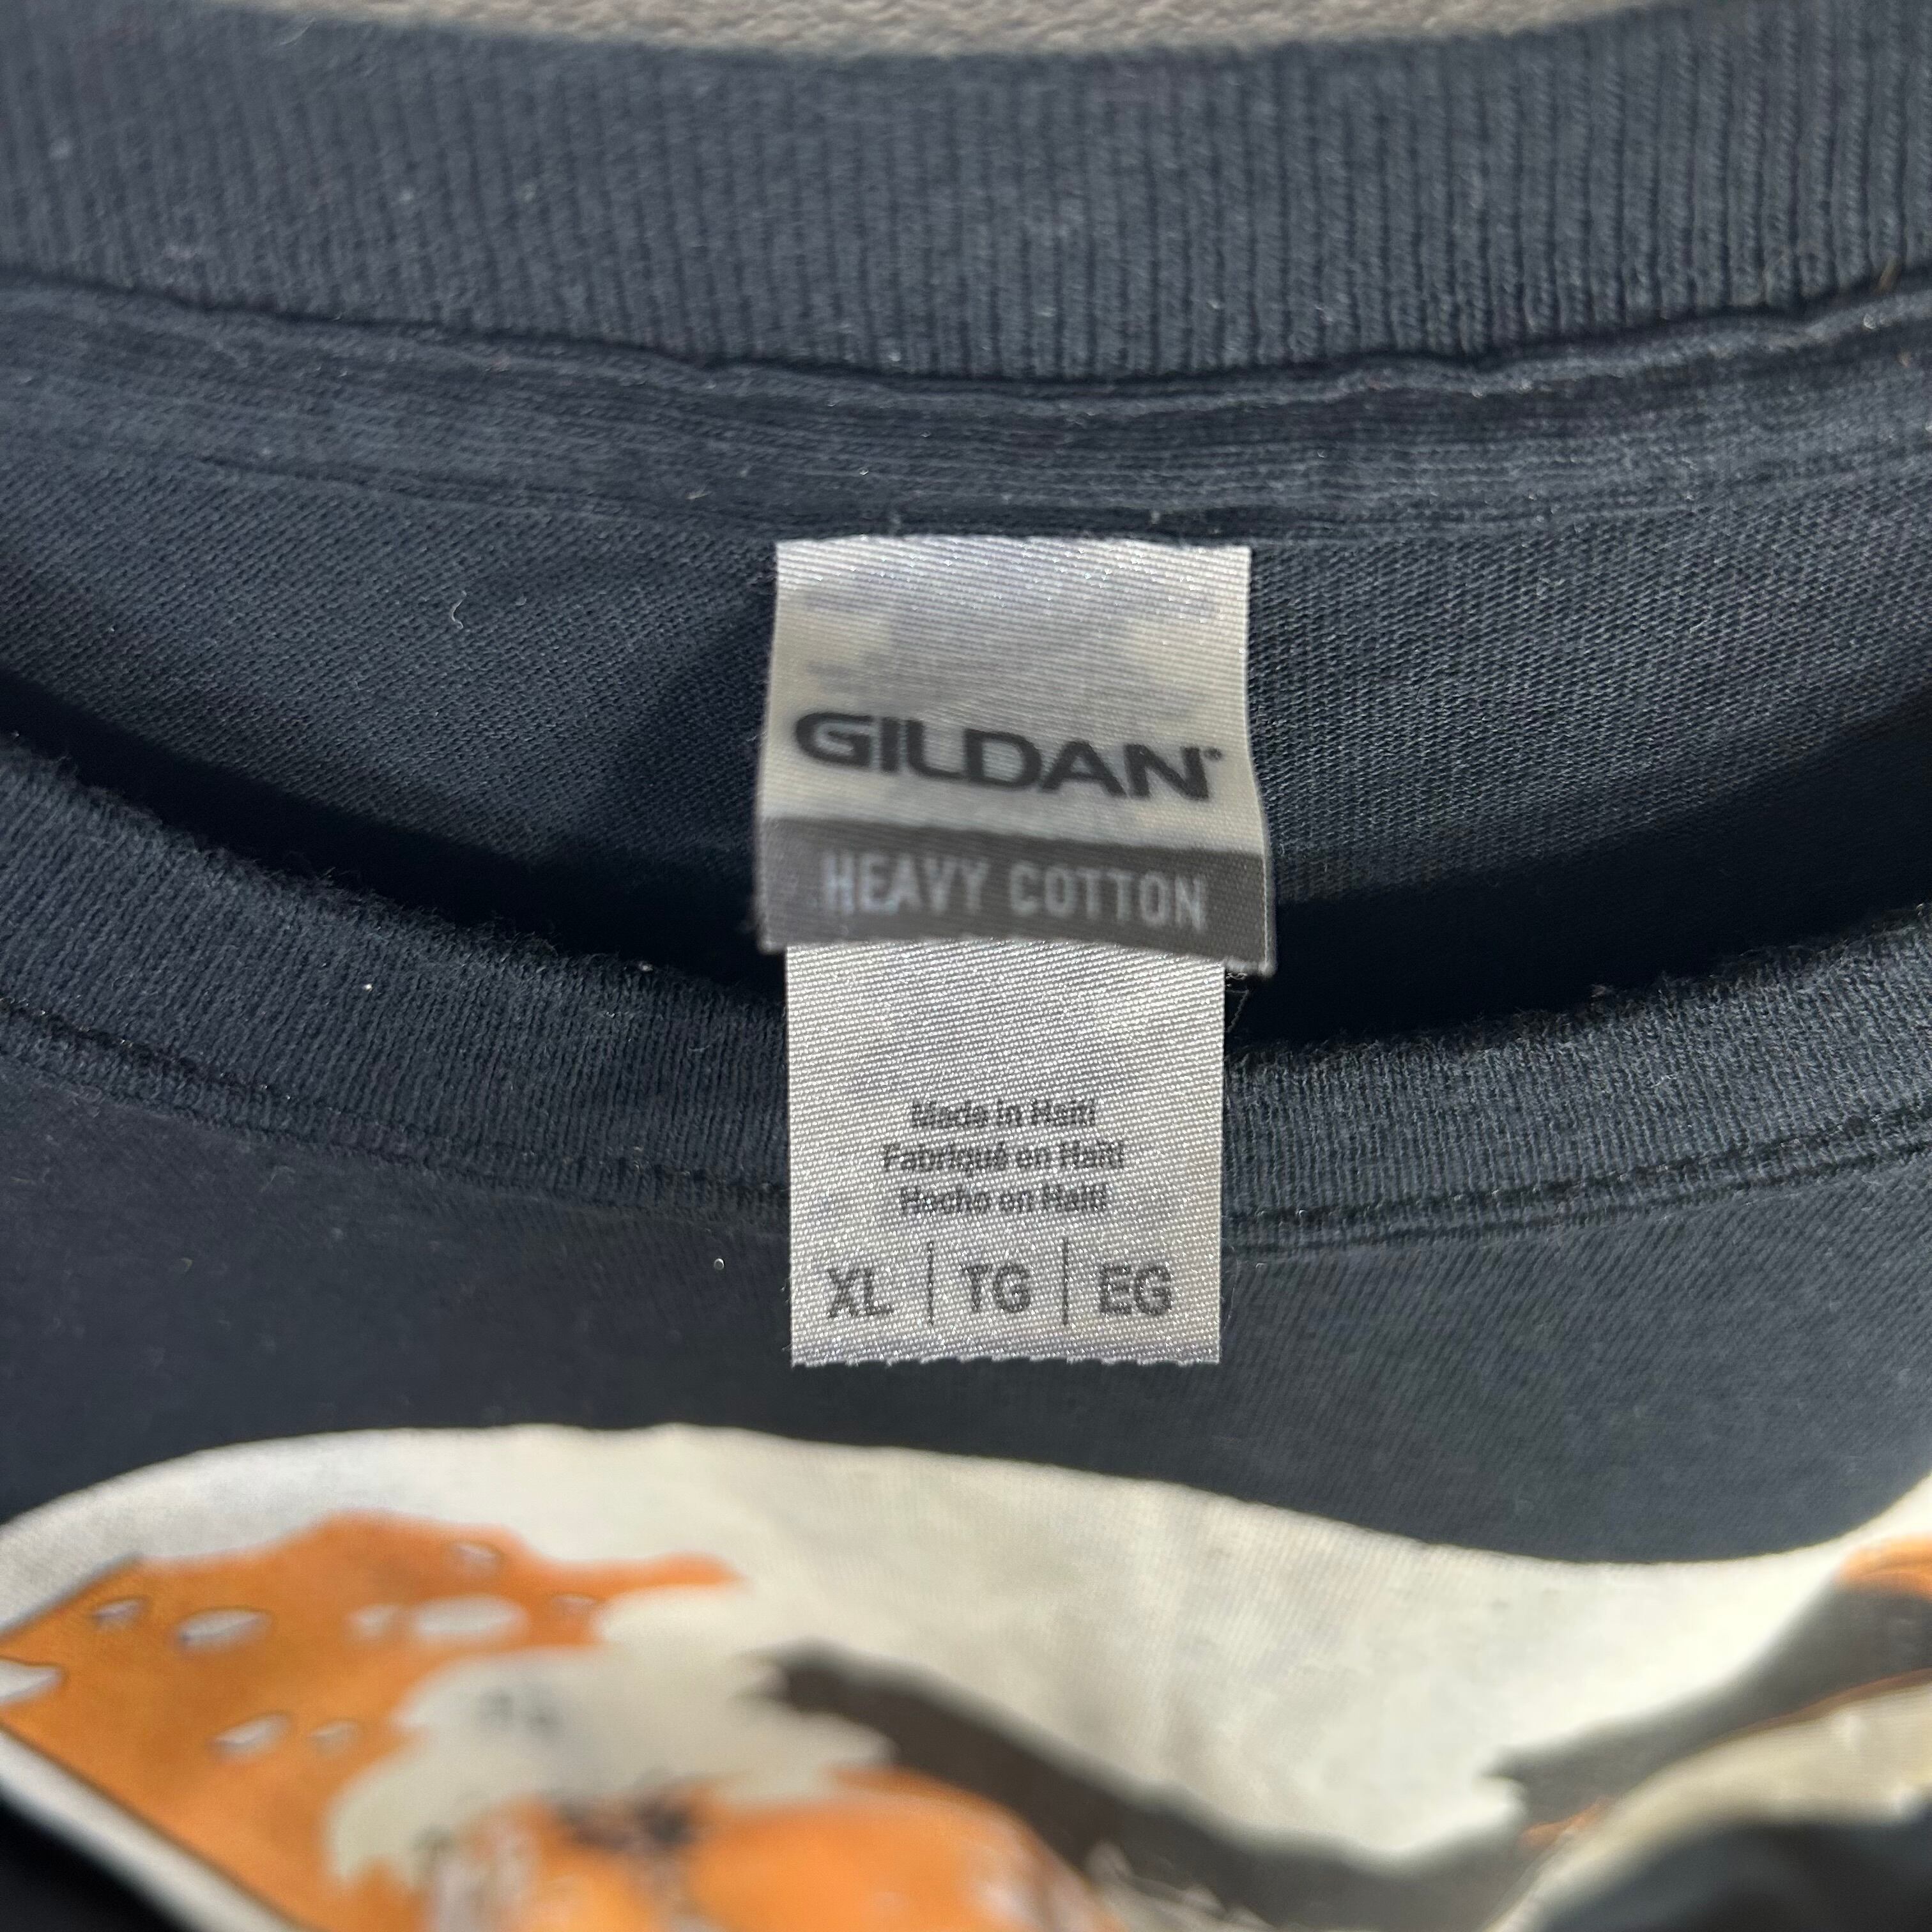 GILDAN®
HEAVY COTTON
Made in Haiti
Fabriqué en Haïti
Hecho en Haití
XL | TG | EG